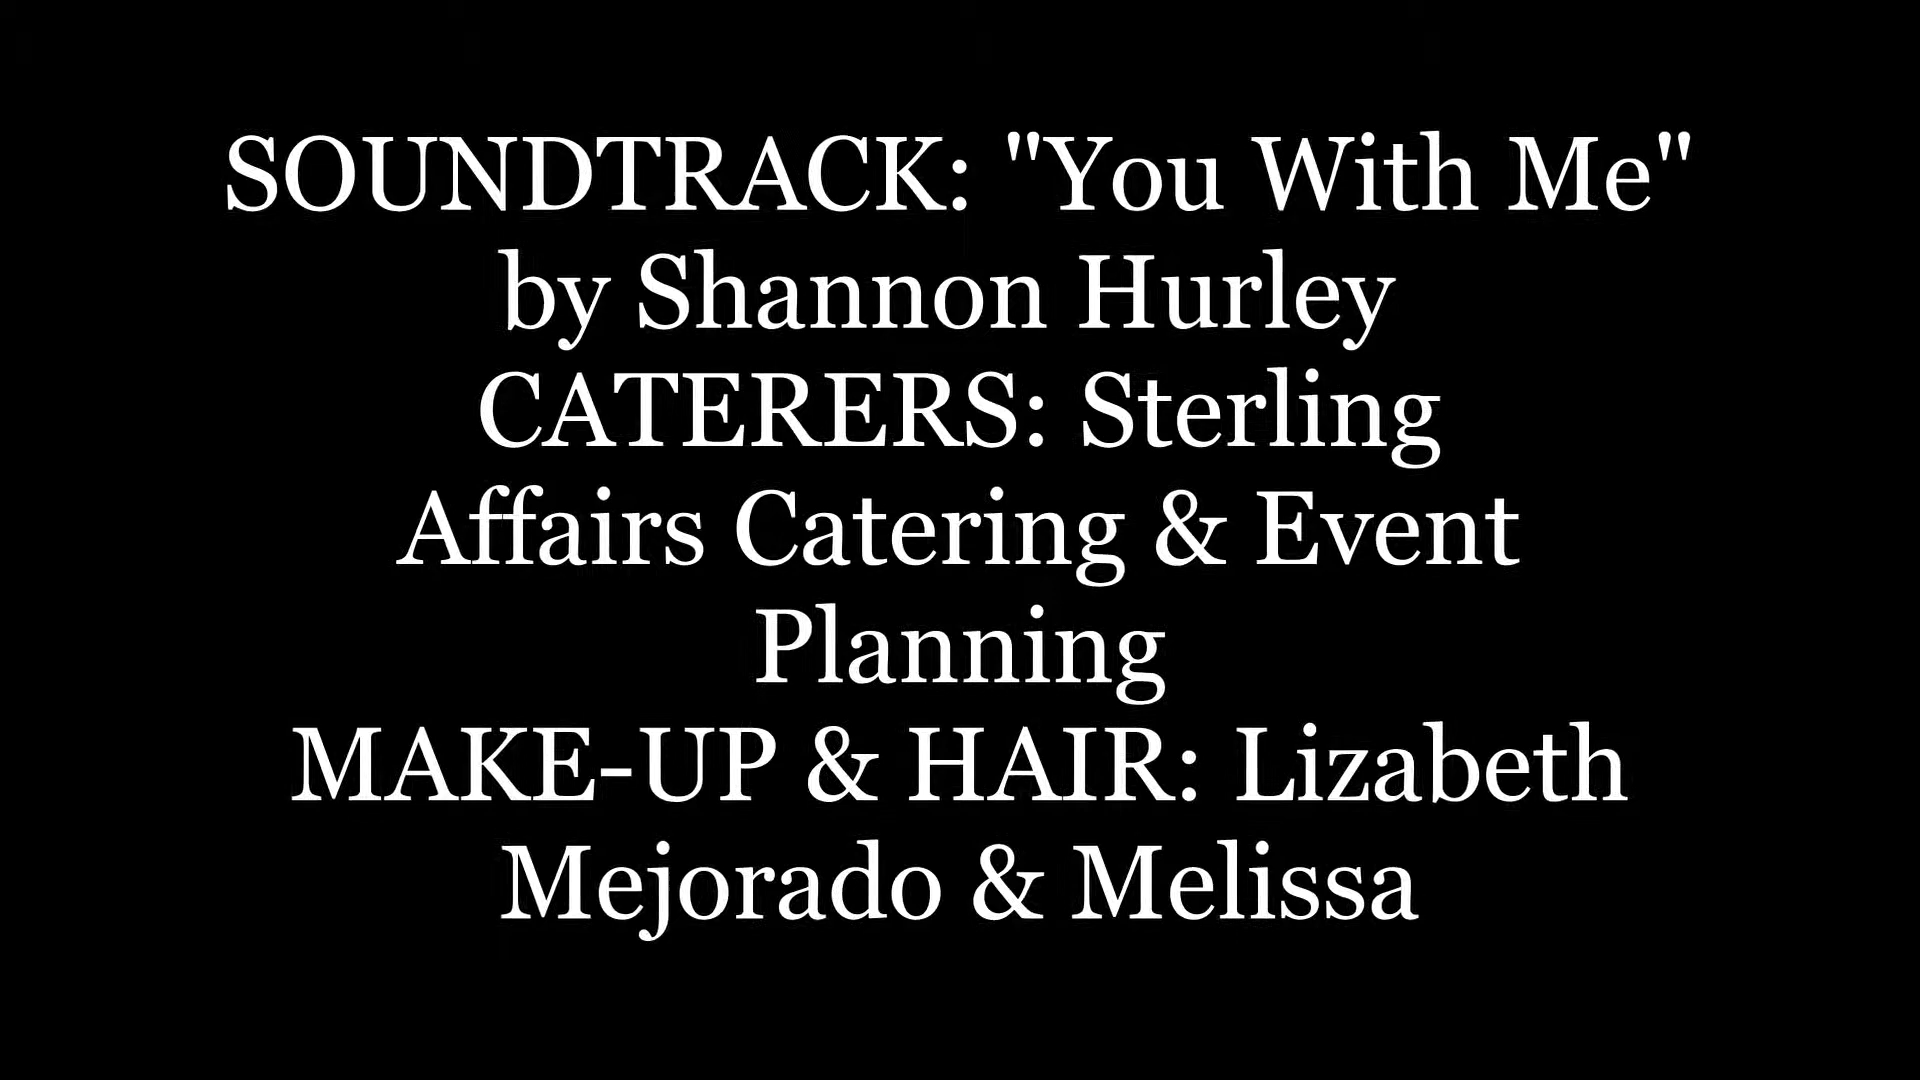 SOUNDTRACK: "You With Me"
by Shannon Hurley
CATERERS: Sterling
Affairs Catering & Event
Planning
MAKE-UP & HAIR: Lizabeth
Mejorado & Melissa